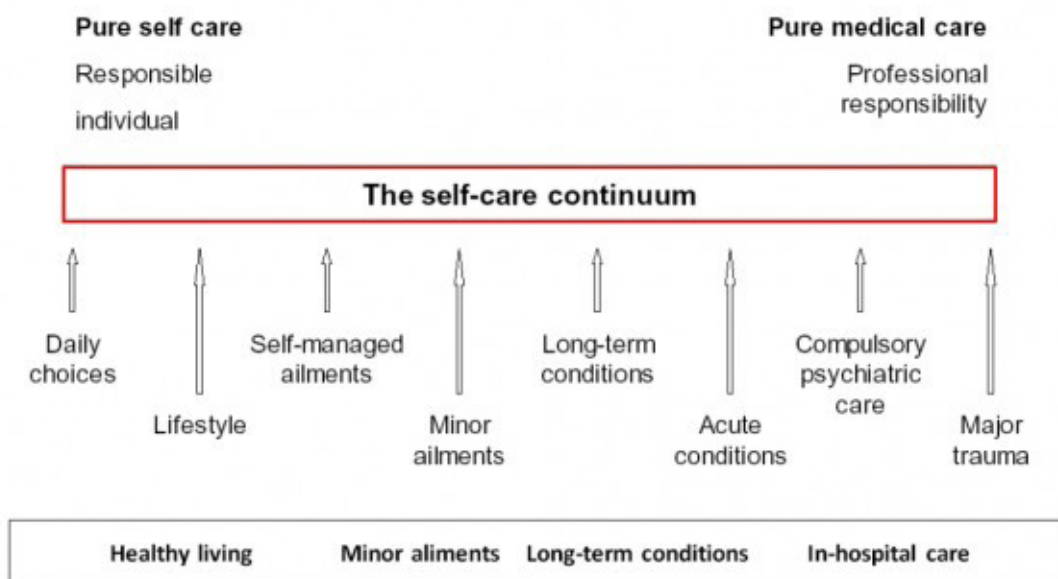 Pure self care
Responsible
individual
Pure medical care
Professional
responsibility
The self-care continuum
Daily
choices
Lifestyle
Self-managed
ailments
Minor
ailments
Long-term
conditions
Acute
conditions
Compulsory
psychiatric
care
Major
trauma
Healthy living
Minor aliments
Long-term conditions
In-hospital care